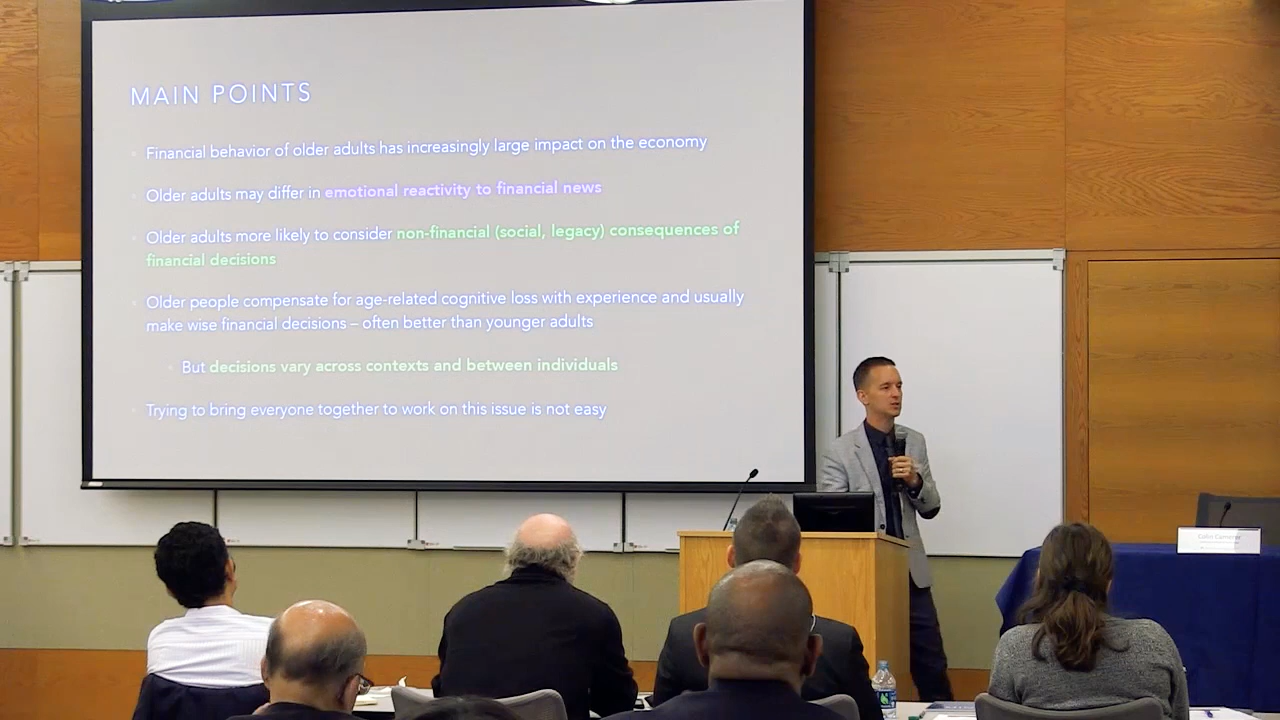 MAIN POINTS
Financial behavior of older adults has increasingly large impact on the economy
Older adults may differ in emotional reactivity to financial news
Older adults more likely to consider non-financial (social, legacy) consequences of
financial decisions
Older people compensate for age-related cognitive loss with experience and usually
make wise financial decisions – often better than younger adults
But decisions vary across contexts and between individuals
Trying to bring everyone together to work on this issue is not easy
Colin Camerer